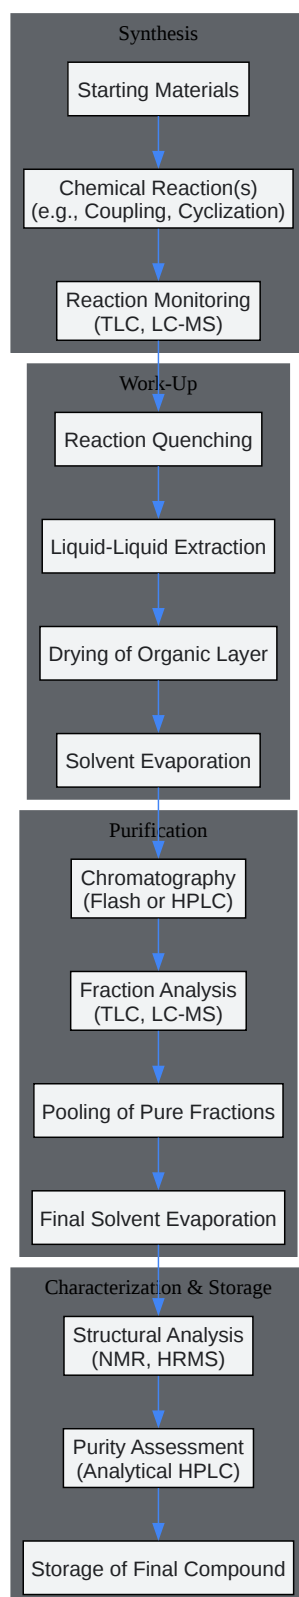 Synthesis
Starting Materials
Chemical Reaction(s)
(e.g., Coupling, Cyclization)
Reaction Monitoring
(TLC, LC-MS)
Work-Up
Reaction Quenching
Liquid-Liquid Extraction
Drying of Organic Layer
Solvent Evaporation
Purification
Chromatography
(Flash or HPLC)
Fraction Analysis
(TLC, LC-MS)
Pooling of Pure Fractions
Final Solvent Evaporation
Characterization & Storage
Structural Analysis
(NMR, HRMS)
Purity Assessment
(Analytical HPLC)
Storage of Final Compound